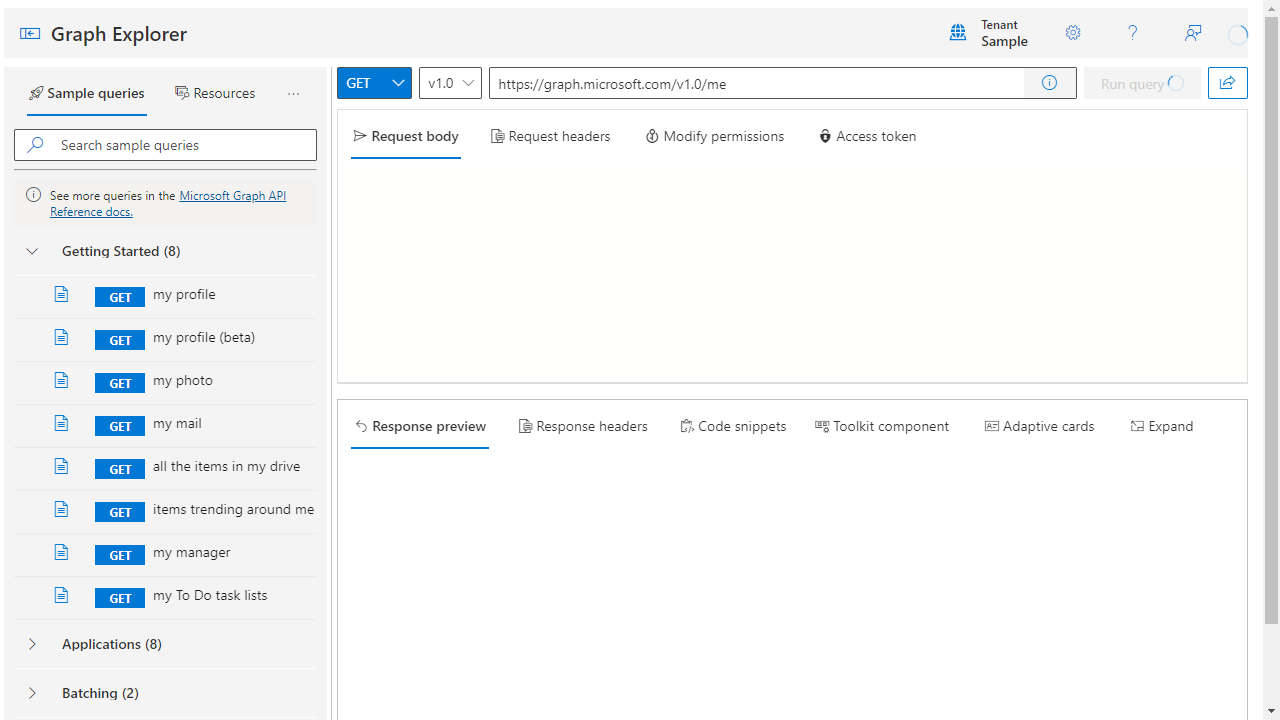 Graph Explorer
Tenant
Sample
Sample queries
Resources
Search sample queries
See more queries in the Microsoft Graph API
Reference docs.
Getting Started (8)
GET my profile
GET my profile (beta)
GET my photo
GET my mail
GET all the items in my drive
GET items trending around me
GET my manager
GET my To Do task lists
Applications (8)
Batching (2)
GET
v1.0
https://graph.microsoft.com/v1.0/me
Run query
Request body
Request headers
Modify permissions
Access token
Response preview
Response headers
Code snippets
Toolkit component
Adaptive cards
Expand